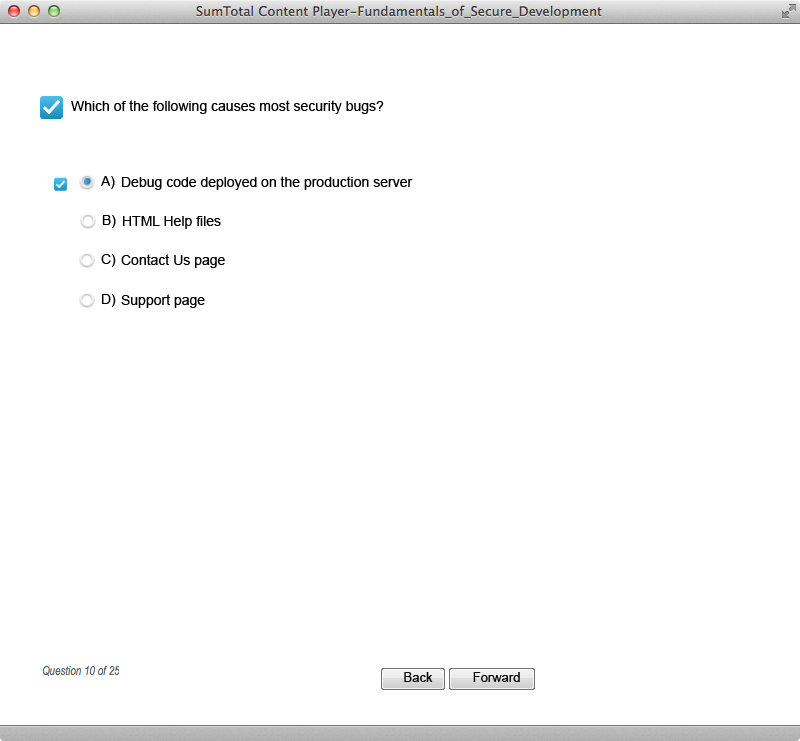 SumTotal Content Player-Fundamentals_of_Secure_Development
Which of the following causes most security bugs?
A) Debug code deployed on the production server
B) HTML Help files
C) Contact Us page
D) Support page
Question 10 of 25
Back Forward